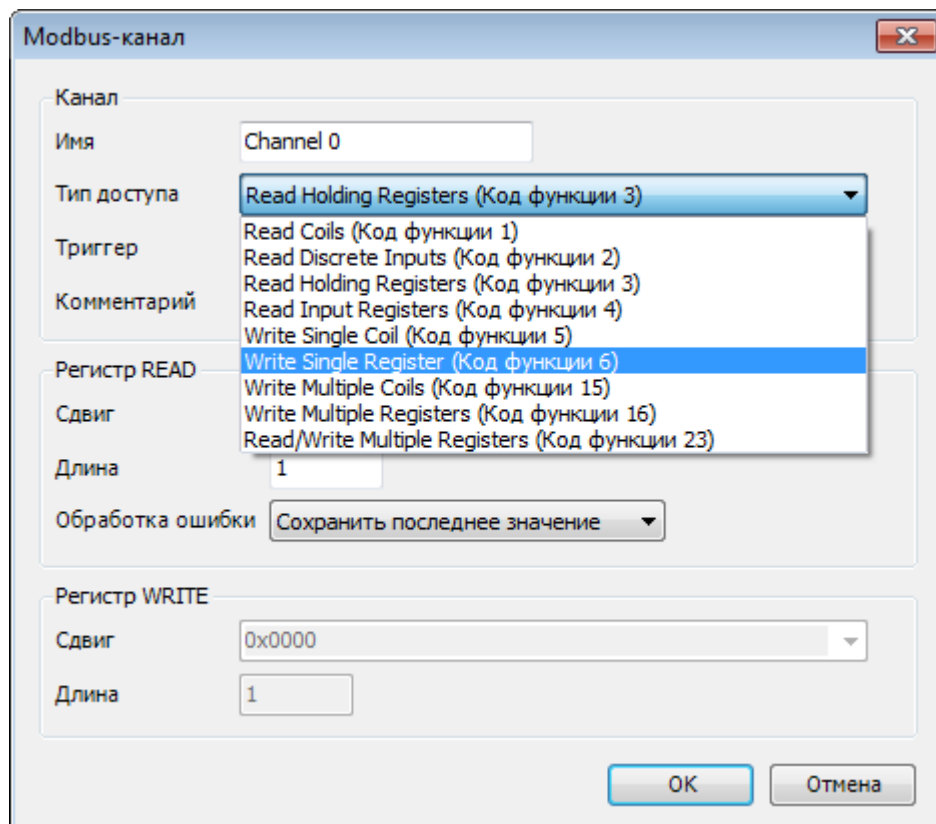 Modbus-канал
Канал
Имя
Channel 0
Тип доступа
Read Holding Registers (Код функции 3)
Read Coils (Код функции 1)
Read Discrete Inputs (Код функции 2)
Read Holding Registers (Код функции 3)
Read Input Registers (Код функции 4)
Write Single Coil (Код функции 5)
Write Single Register (Код функции 6)
Write Multiple Coils (Код функции 15)
Write Multiple Registers (Код функции 16)
Read/Write Multiple Registers (Код функции 23)
Триггер
Комментарий
Регистр READ
Сдвиг
Длина
1
Обработка ошибки
Сохранить последнее значение
Регистр WRITE
Сдвиг
0x0000
Длина
1
OK
Отмена